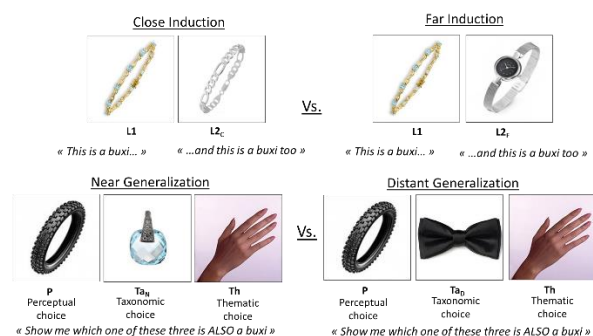 Close Induction
Far Induction
Vs.
L1
L2C
L1
L2F
« This is a buxi... »
« ...and this is a buxi too »
« This is a buxi... »
« ...and this is a buxi too »
Near Generalization
Distant Generalization
Vs.
P
Perceptual
choice
TaN
Taxonomic
choice
Th
Thematic
choice
P
Perceptual
choice
TaD
Taxonomic
choice
Th
Thematic
choice
« Show me which one of these three is ALSO a buxi »
« Show me which one of these three is ALSO a buxi »